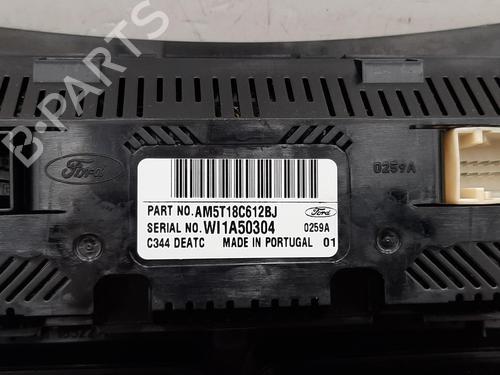 B-PARTS
Ford
0259A
PART NO. AM5T18C612BJ
Ford
SERIAL NO. WI1A50304
0259A
C344 DEATC MADE IN PORTUGAL 01